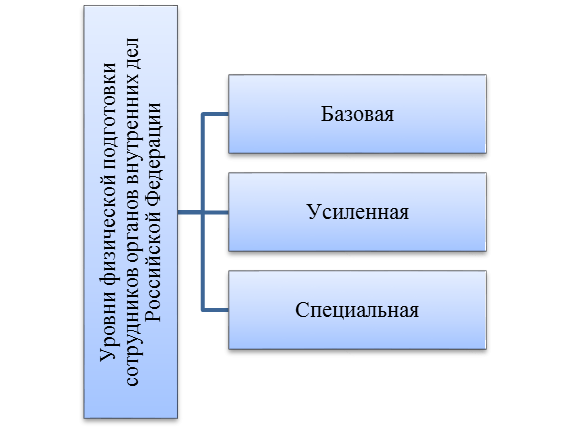 Уровни физической подготовки
сотрудников органов внутренних дел
Российской Федерации
Базовая
Усиленная
Специальная